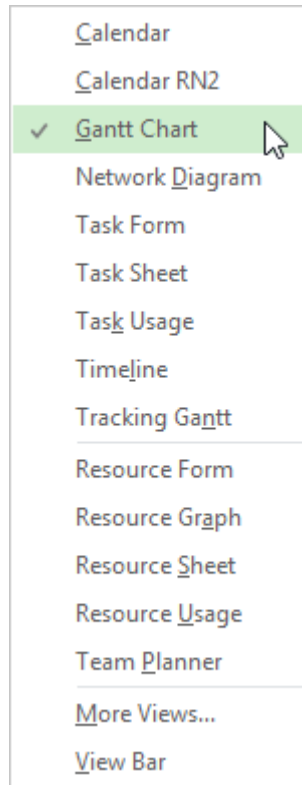 Calendar
Calendar RN2
Gantt Chart
Network Diagram
Task Form
Task Sheet
Task Usage
Timeline
Tracking Gantt
Resource Form
Resource Graph
Resource Sheet
Resource Usage
Team Planner
More Views...
View Bar